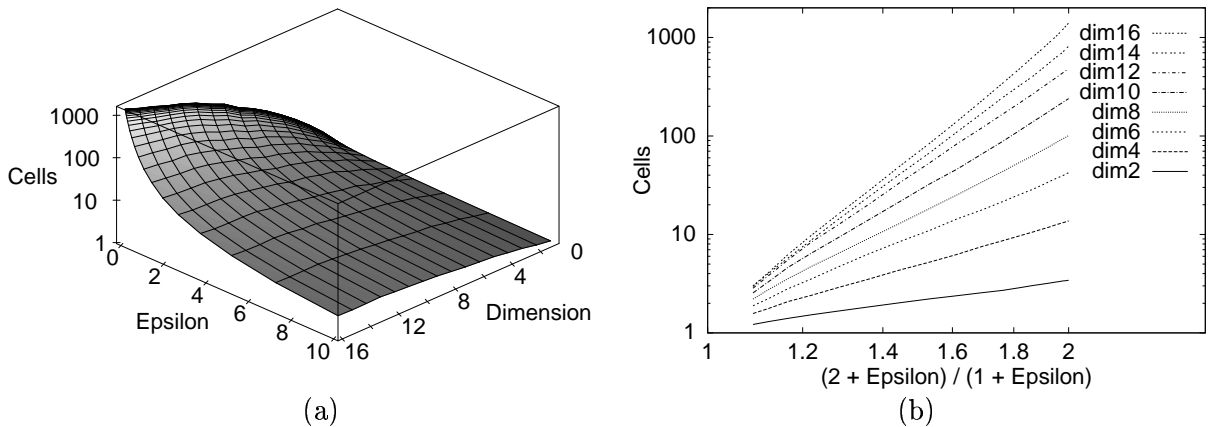 1000
100
Cells
10
1
0
2
4
6
8
10
Epsilon
16
12
8
4
0
Dimension
(a)
1000
100
10
1
Cells
dim16
dim14
dim12
dim10
dim8
dim6
dim4
dim2
1 1.2 1.4 1.6 1.8 2
(2 + Epsilon) / (1 + Epsilon)
(b)